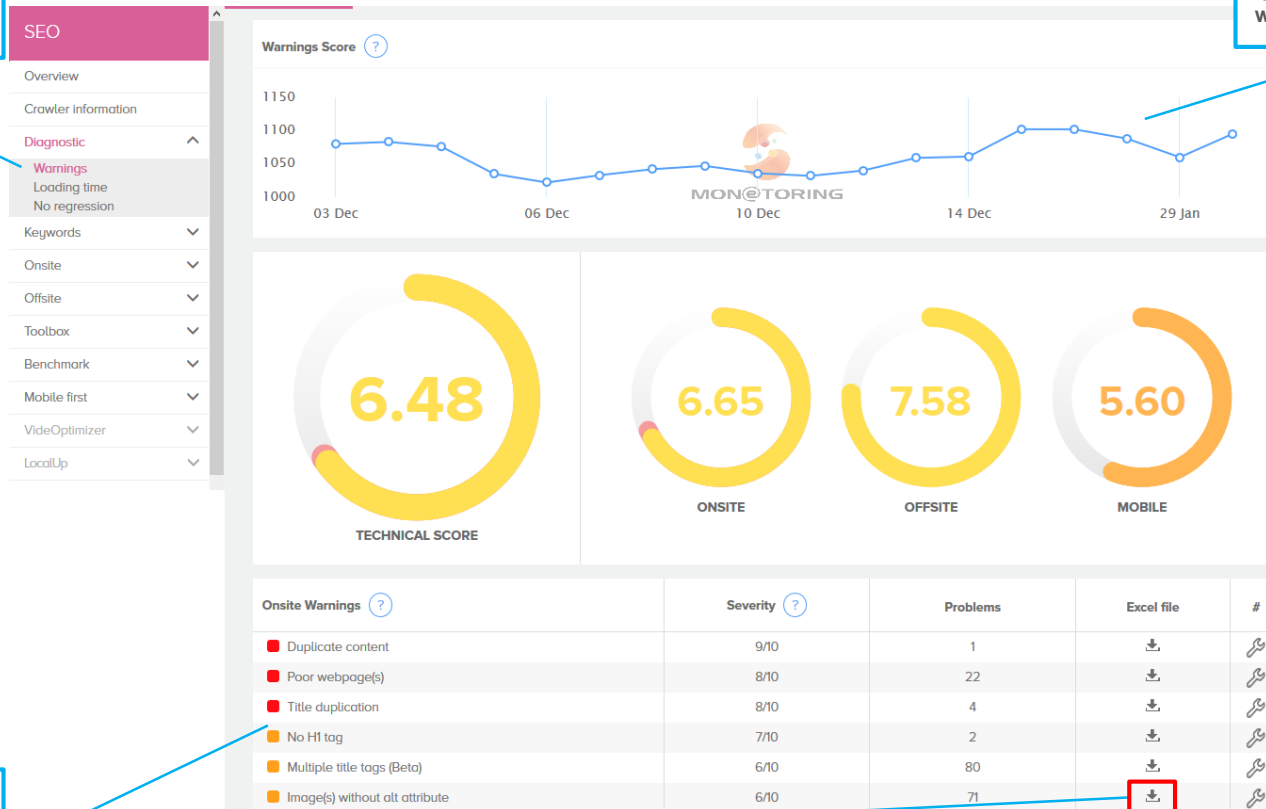 SEO
Overview
Crawler information
Diagnostic
Warnings
Loading time
No regression
Keywords
Onsite
Offsite
Toolbox
Benchmark
Mobile first
VideOptimizer
LocalUp
Warnings Score ?
1150
1100
1050
1000
MON@TORING
03 Dec 06 Dec 10 Dec 14 Dec 29 Jan
6.48
TECHNICAL SCORE
6.65
ONSITE
7.58
OFFSITE
5.60
MOBILE
Onsite Warnings ? Severity ? Problems Excel file #
Duplicate content 9/10 1
Poor webpage(s) 8/10 22
Title duplication 8/10 4
No H1 tag 7/10 2
Multiple title tags (Beta) 6/10 80
Image(s) without alt attribute 6/10 71